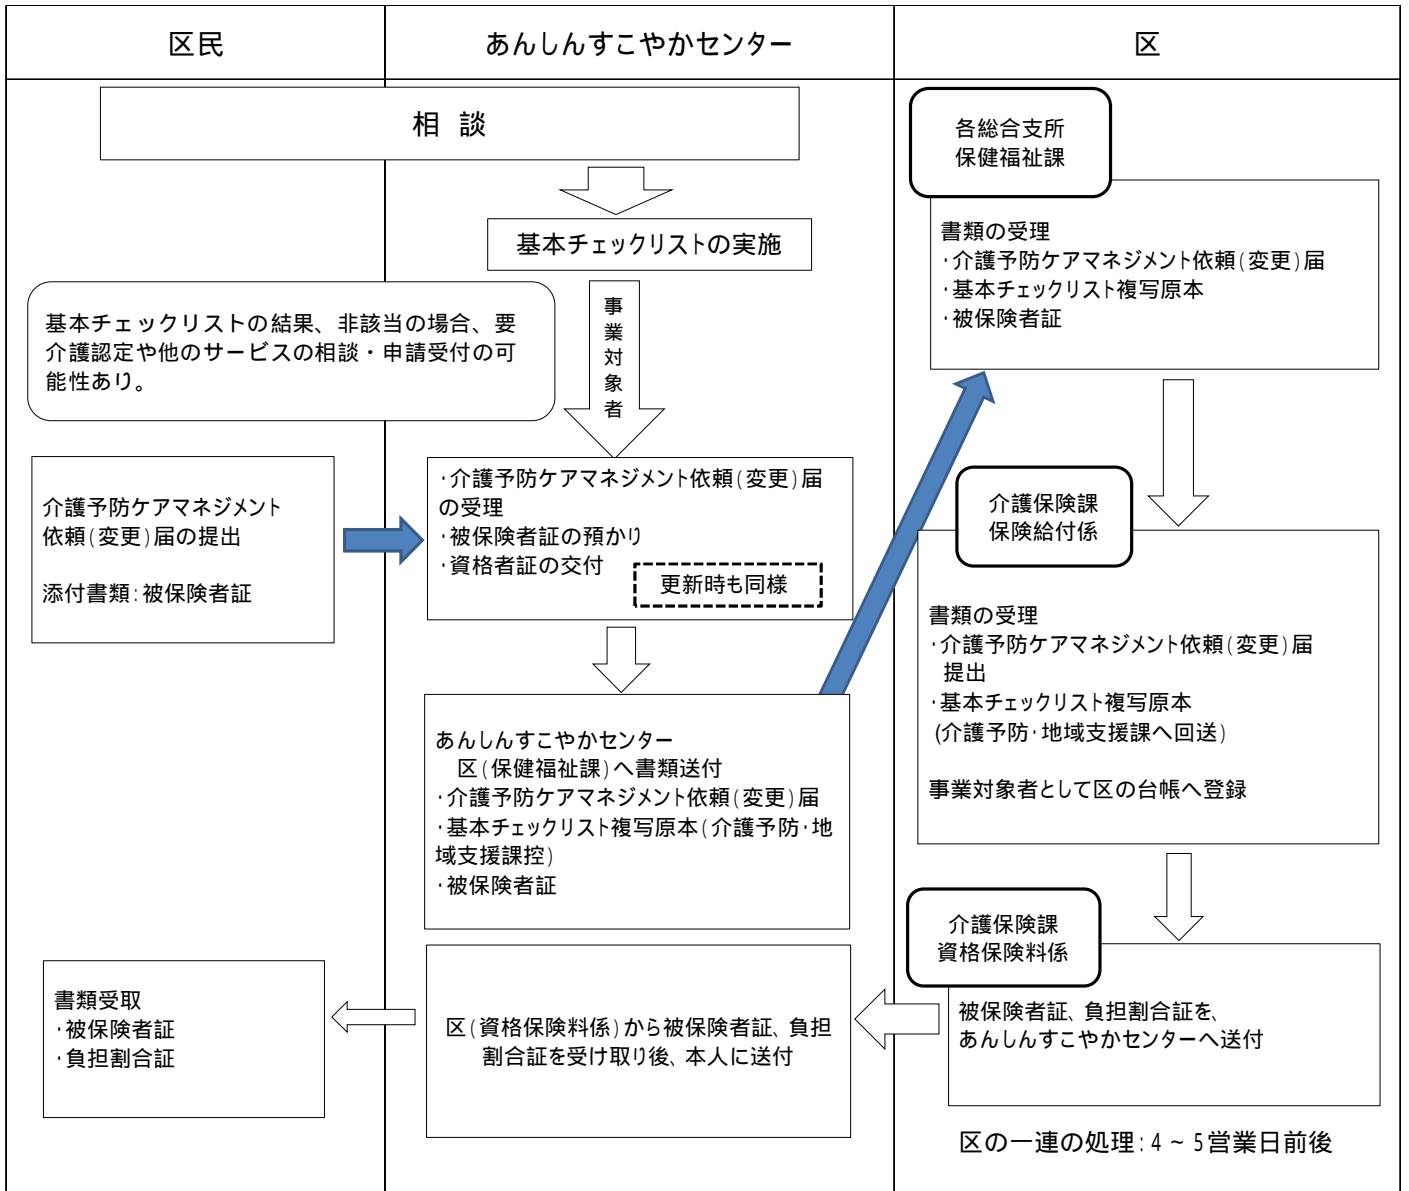 区民
あんしんすこやかセンター
区
相 談
基本チェックリストの実施
事業対象者
基本チェックリストの結果、非該当の場合、要
介護認定や他のサービスの相談・申請受付の可
能性あり。
介護予防ケアマネジメント
依頼(変更)届の提出
添付書類:被保険者証
・介護予防ケアマネジメント依頼(変更)届
の受理
・被保険者証の預かり
・資格者証の交付
更新時も同様
あんしんすこやかセンター
区(保健福祉課)へ書類送付
・介護予防ケアマネジメント依頼(変更)届
・基本チェックリスト複写原本(介護予防・地
域支援課控)
・被保険者証
各総合支所
保健福祉課
書類の受理
・介護予防ケアマネジメント依頼(変更)届
・基本チェックリスト複写原本
・被保険者証
介護保険課
保険給付係
書類の受理
・介護予防ケアマネジメント依頼(変更)届
提出
・基本チェックリスト複写原本
(介護予防・地域支援課へ回送)
事業対象者として区の台帳へ登録
介護保険課
資格保険料係
被保険者証、負担割合証を、
あんしんすこやかセンターへ送付
区(資格保険料係)から被保険者証、負担
割合証を受け取り後、本人に送付
書類受取
・被保険者証
・負担割合証
区の一連の処理:4~5営業日前後